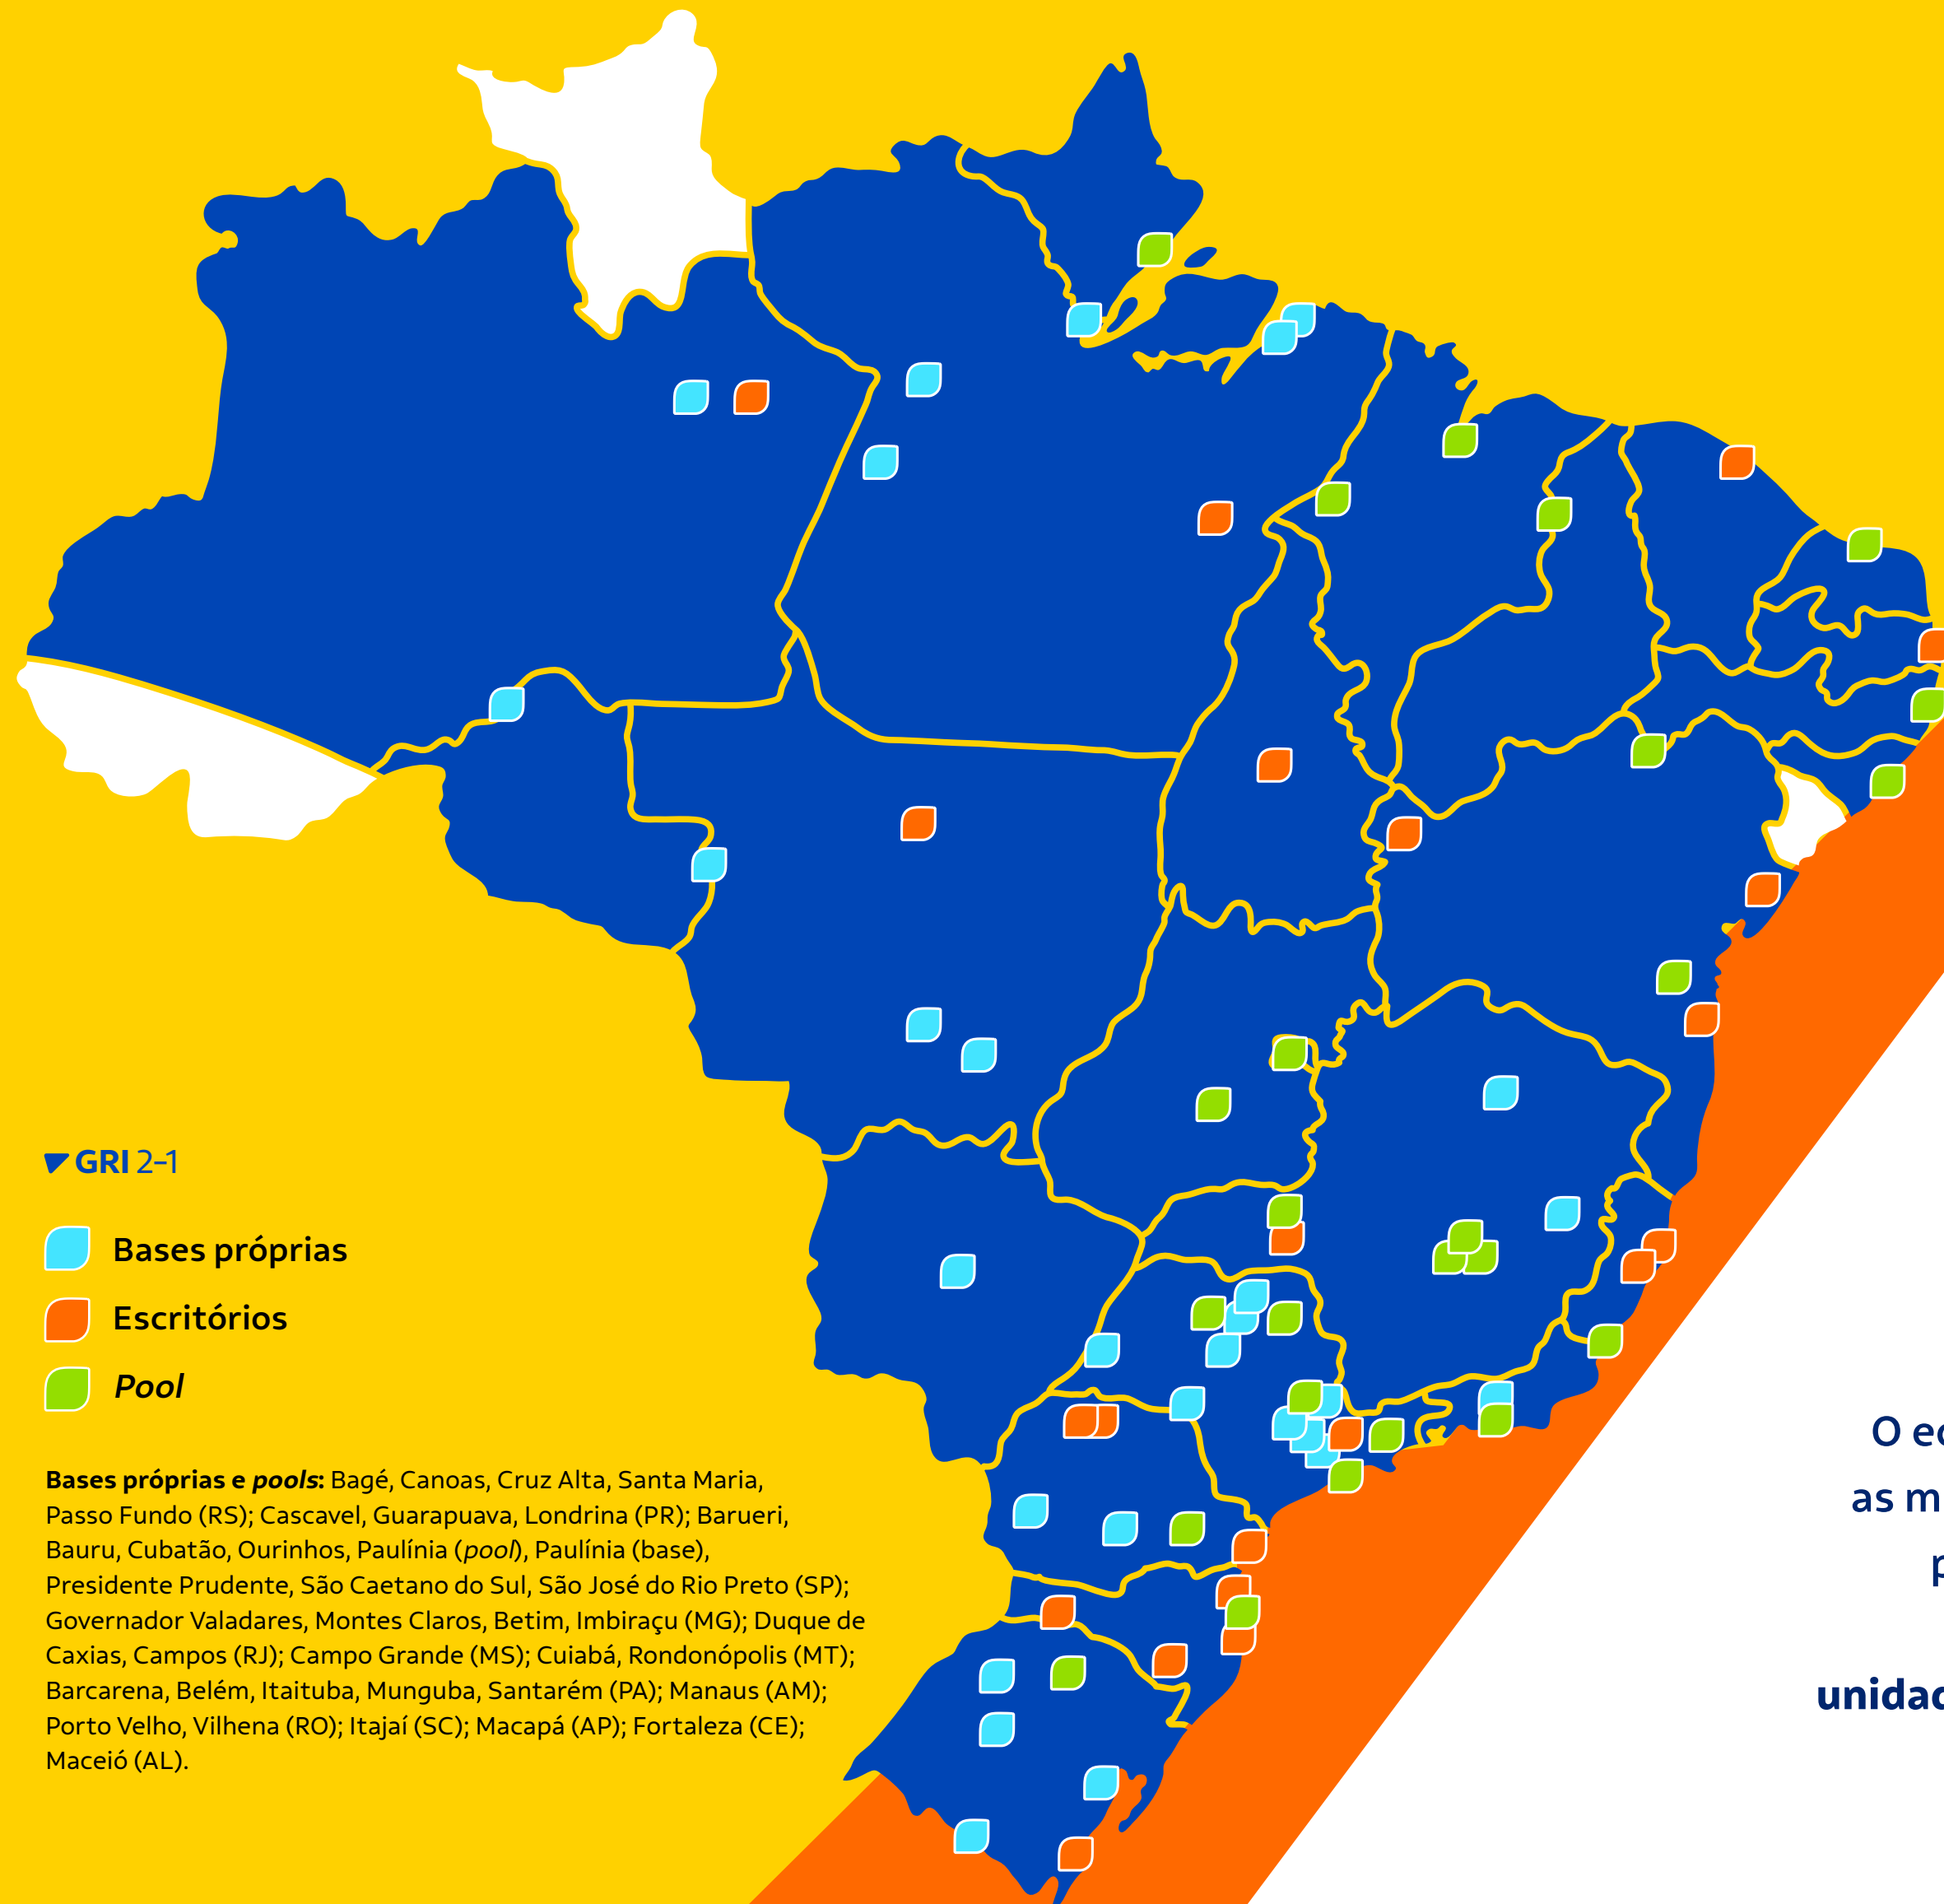 GRI 2-1
Bases próprias
Escritórios
Pool
Bases próprias e pools: Bagé, Canoas, Cruz Alta, Santa Maria,
Passo Fundo (RS); Cascavel, Guarapuava, Londrina (PR); Barueri,
Bauru, Cubatão, Ourinhos, Paulínia (pool), Paulínia (base),
Presidente Prudente, São Caetano do Sul, São José do Rio Preto (SP);
Governador Valadares, Montes Claros, Betim, Imbiraçu (MG); Duque de
Caxias, Campos (RJ); Campo Grande (MS); Cuiabá, Rondonópolis (MT);
Barcarena, Belém, Itaituba, Munguba, Santarém (PA); Manaus (AM);
Porto Velho, Vilhena (RO); Itajaí (SC); Macapá (AP); Fortaleza (CE);
Maceió (AL).
O
as